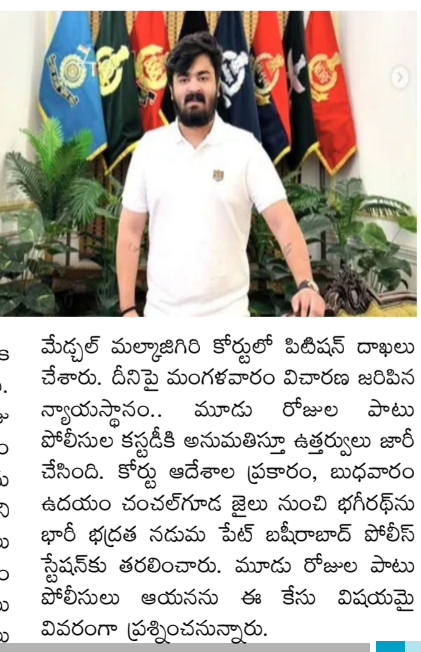 మేడ్చల్ మల్కాజిగిరి కోర్టులో పిటిషన్ దాఖలు
చేశారు. దీనిపై మంగళవారం విచారణ జరిపిన
న్యాయస్థానం.. మూడు రోజుల పాటు
పోలీసుల కస్టడీకి అనుమతిస్తూ ఉత్తర్వులు జారీ
చేసింది. కోర్టు ఆదేశాల ప్రకారం, బుధవారం
ఉదయం చంచల్‌గూడ జైలు నుంచి భగీరథ్‌ను
భారీ భద్రత నడుమ పేట్ బషీరాబాద్ పోలీస్
స్టేషన్‌కు తరలించారు. మూడు రోజుల పాటు
పోలీసులు ఆయనను ఈ కేసు విషయమై
వివరంగా ప్రశ్నించనున్నారు.